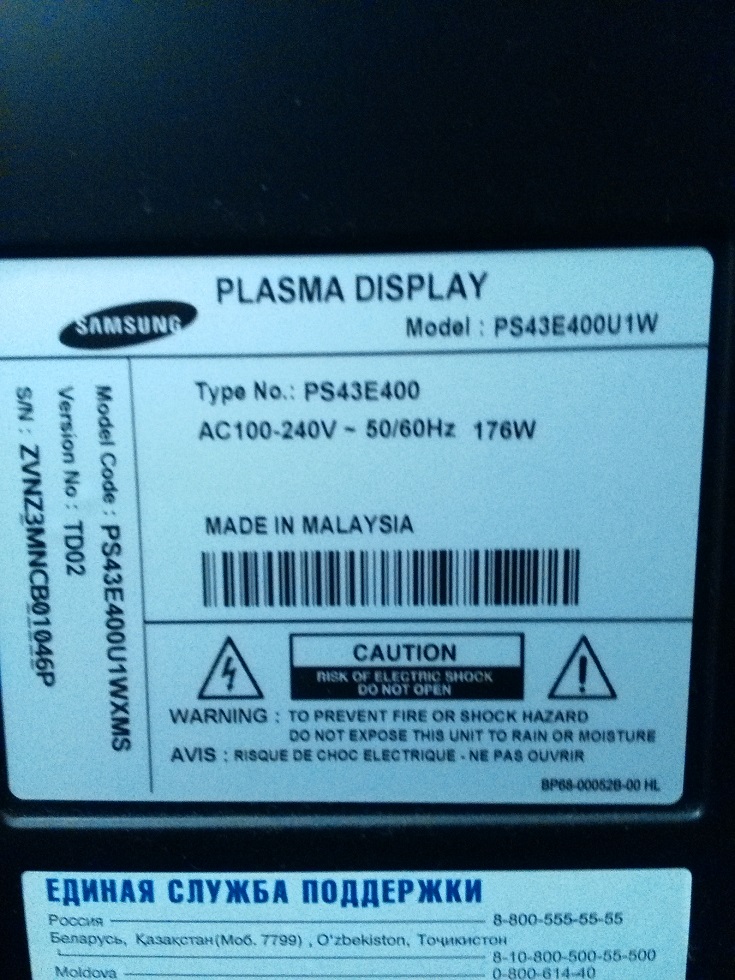 SAMSUNG
PLASMA DISPLAY
Model : PS43E400U1W
Type No.: PS43E400
AC100-240V ~ 50/60Hz 176W
MADE IN MALAYSIA
Model Code : PS43E400U1WXMS
Version No : TD02
S/N : ZVNZ3MNCB01046P
CAUTION
RISK OF ELECTRIC SHOCK
DO NOT OPEN
WARNING : TO PREVENT FIRE OR SHOCK HAZARD
DO NOT EXPOSE THIS UNIT TO RAIN OR MOISTURE
AVIS : RISQUE DE CHOC ELECTRIQUE - NE PAS OUVRIR
BP68-00052B-00 HL
ЕДИНАЯ СЛУЖБА ПОДДЕРЖКИ
Россия 8-800-555-55-55
Беларусь, Қазақстан(Моб. 7799) , O'zbekiston, Тоҷикистон
8-10-800-500-55-500
Moldova 0-800-614-40